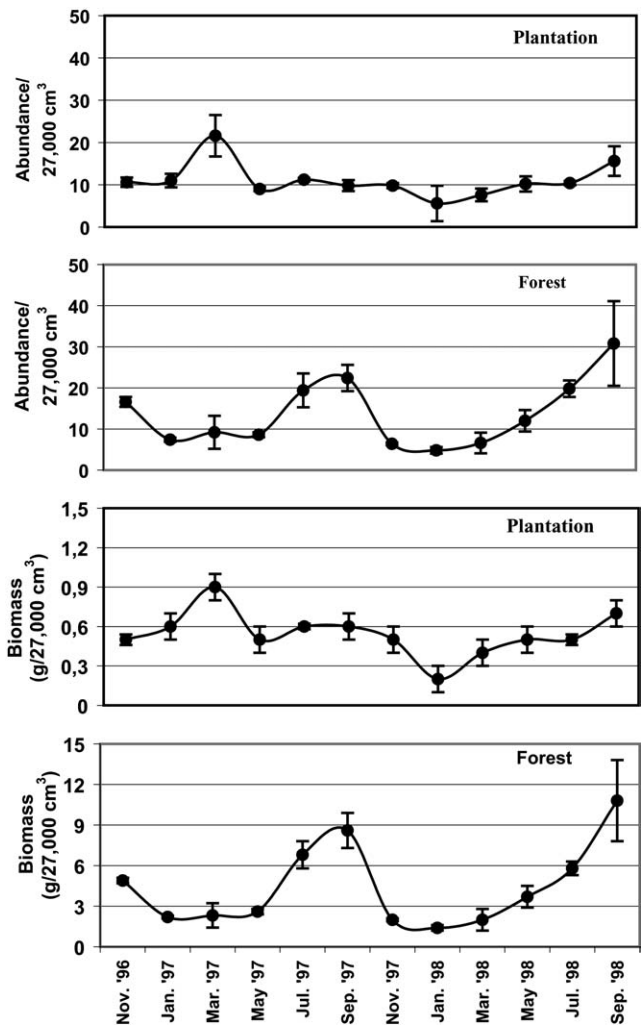 50
40
30
20
10
0
Abundance/
27,000 cm³
Plantation
50
40
30
20
10
0
Abundance/
27,000 cm³
Forest
1,5
1,2
0,9
0,6
0,3
0
Biomass
(g/27,000 cm³)
Plantation
15
12
9
6
3
0
Biomass
(g/27,000 cm³)
Forest
Nov. '96
Jan. '97
Mar. '97
May '97
Jul. '97
Sep. '97
Nov. '97
Jan. '98
Mar. '98
May '98
Jul. '98
Sep. '98